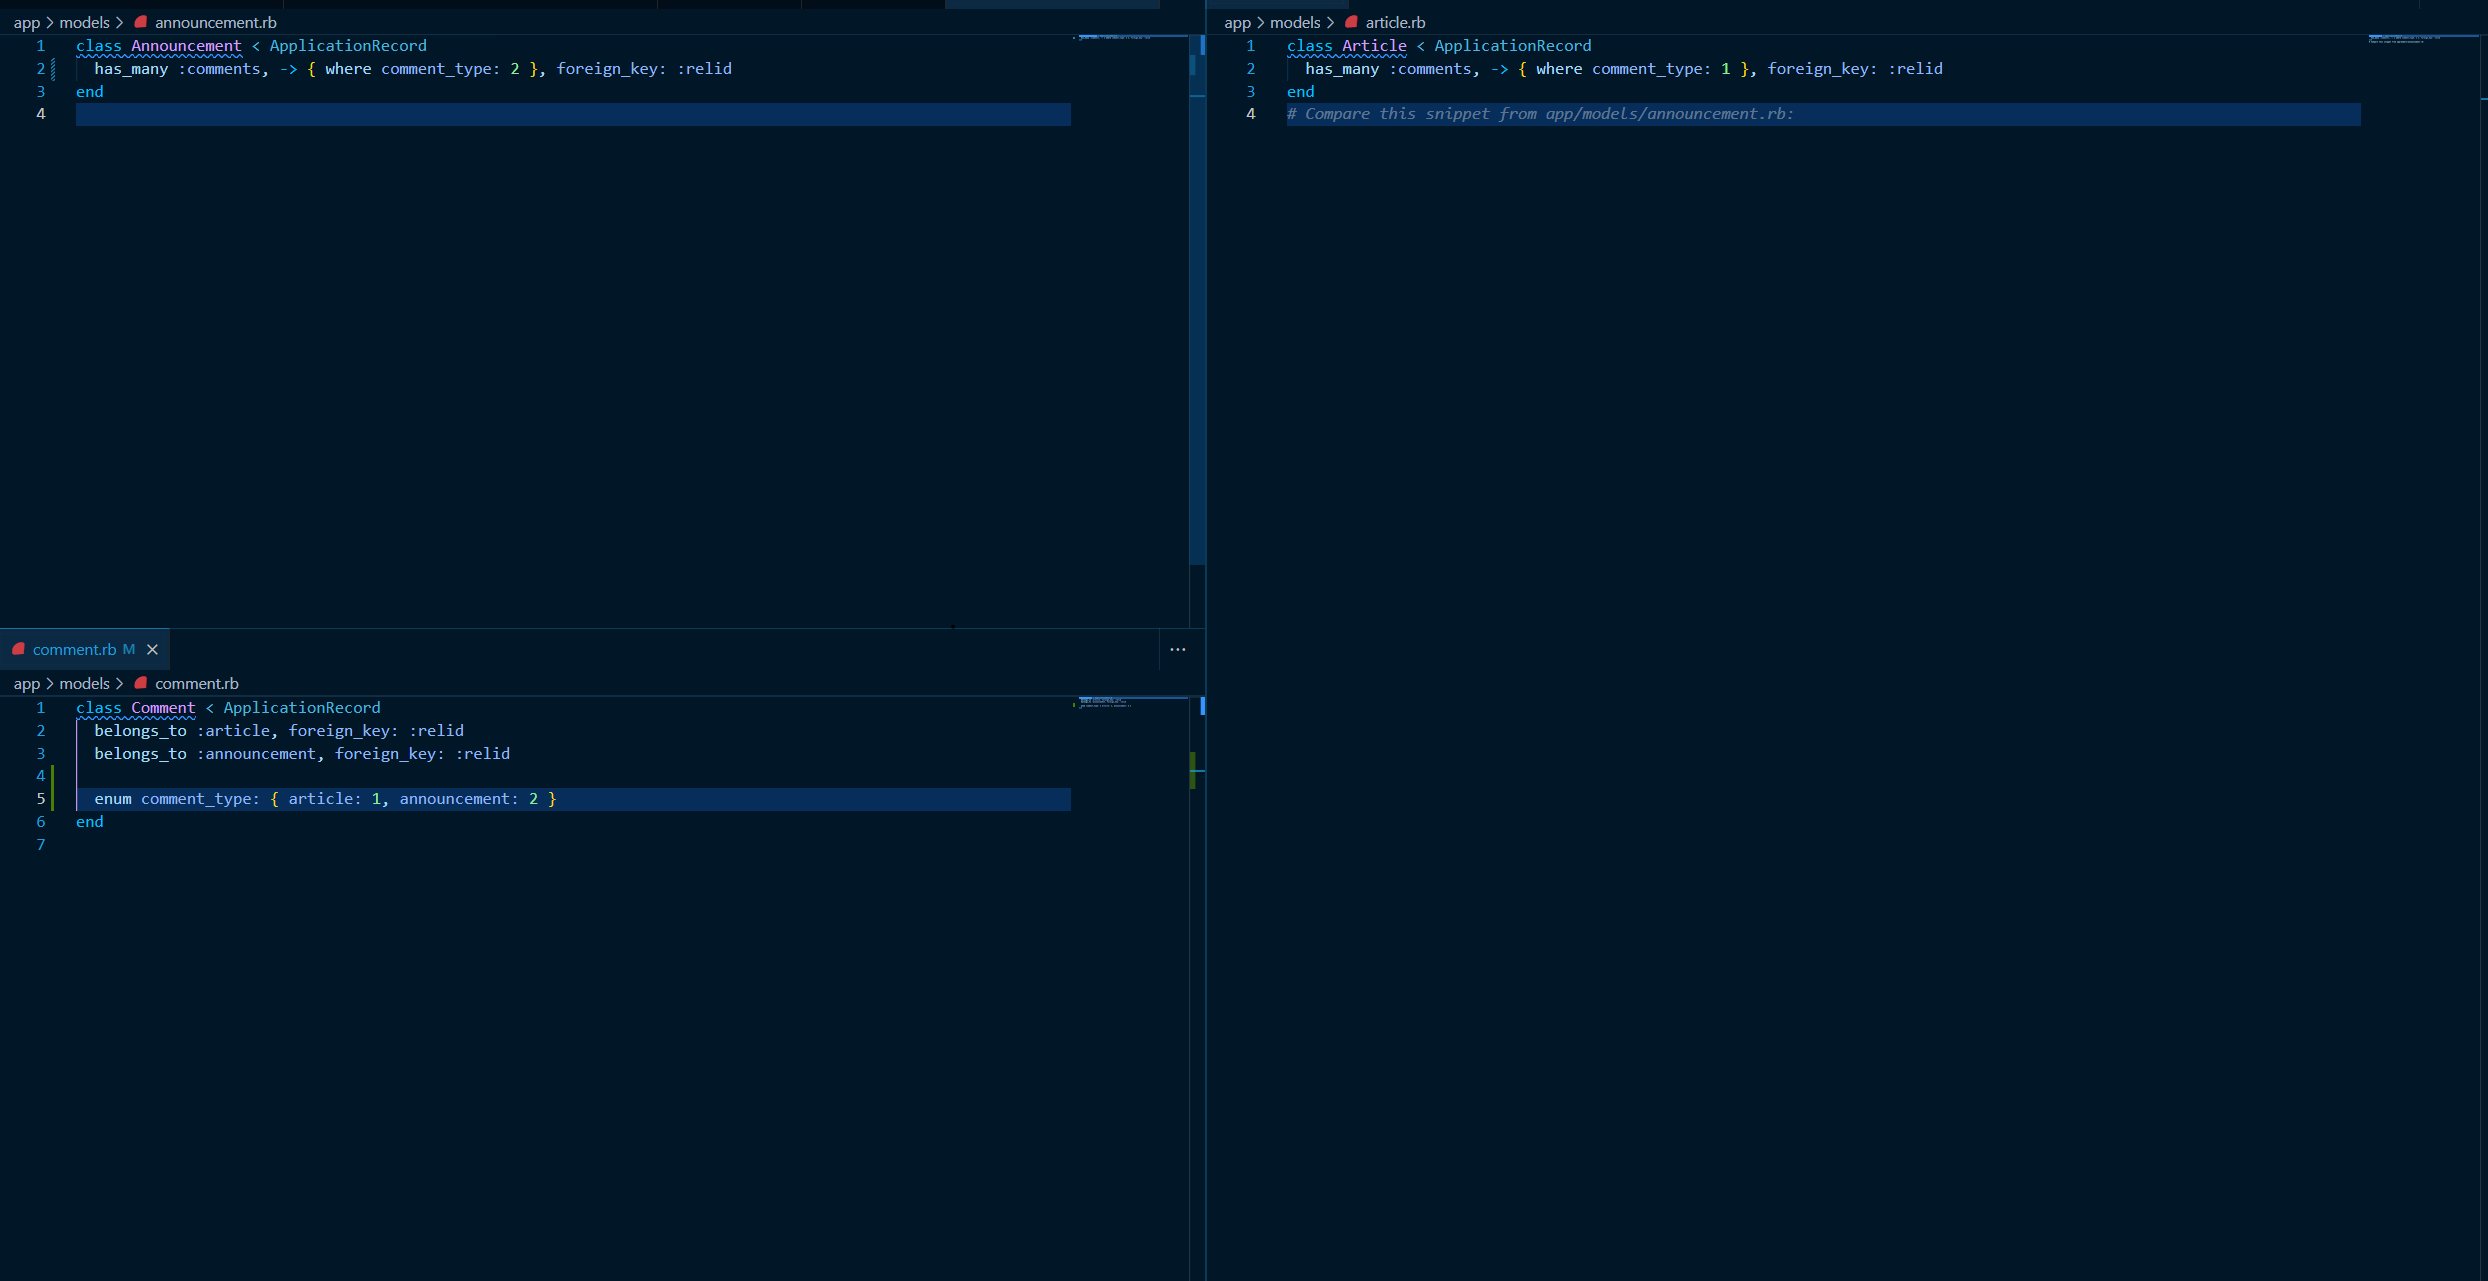 app > models > announcement.rb
1 class Announcement < ApplicationRecord
2   has_many :comments, -> { where comment_type: 2 }, foreign_key: :relid
3 end
4
app > models > article.rb
1 class Article < ApplicationRecord
2   has_many :comments, -> { where comment_type: 1 }, foreign_key: :relid
3 end
4 # Compare this snippet from app/models/announcement.rb:
comment.rb M ×
app > models > comment.rb
1 class Comment < ApplicationRecord
2   belongs_to :article, foreign_key: :relid
3   belongs_to :announcement, foreign_key: :relid
4
5   enum comment_type: { article: 1, announcement: 2 }
6 end
7